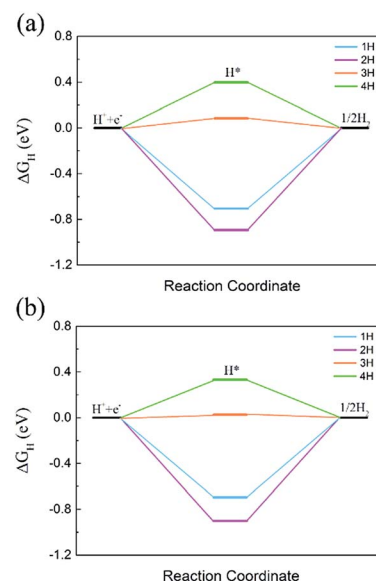 (a)
0.8
0.4
0.0
-0.4
-0.8
-1.2
ΔG_H (eV)
H⁺+e⁻
H*
1/2H₂
1H
2H
3H
4H
Reaction Coordinate
(b)
0.8
0.4
0.0
-0.4
-0.8
-1.2
ΔG_H (eV)
H⁺+e⁻
H*
1/2H₂
1H
2H
3H
4H
Reaction Coordinate